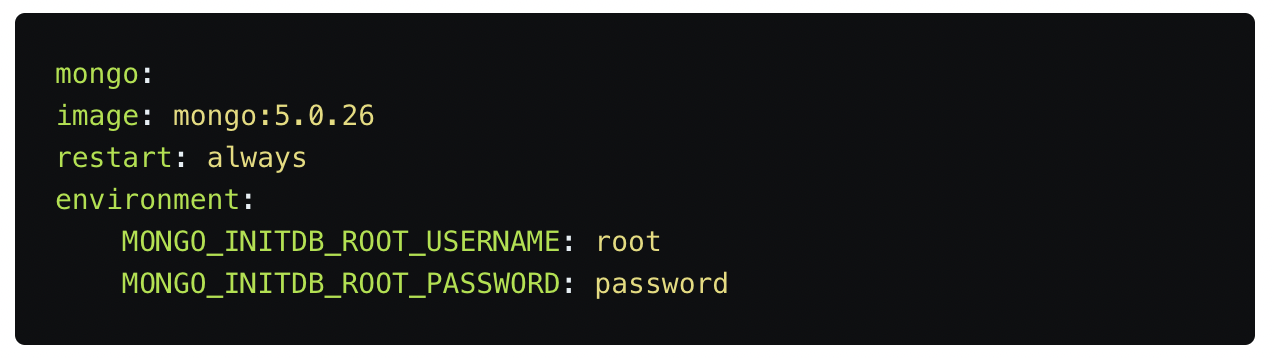 mongo:
image: mongo:5.0.26
restart: always
environment:
    MONGO_INITDB_ROOT_USERNAME: root
    MONGO_INITDB_ROOT_PASSWORD: password